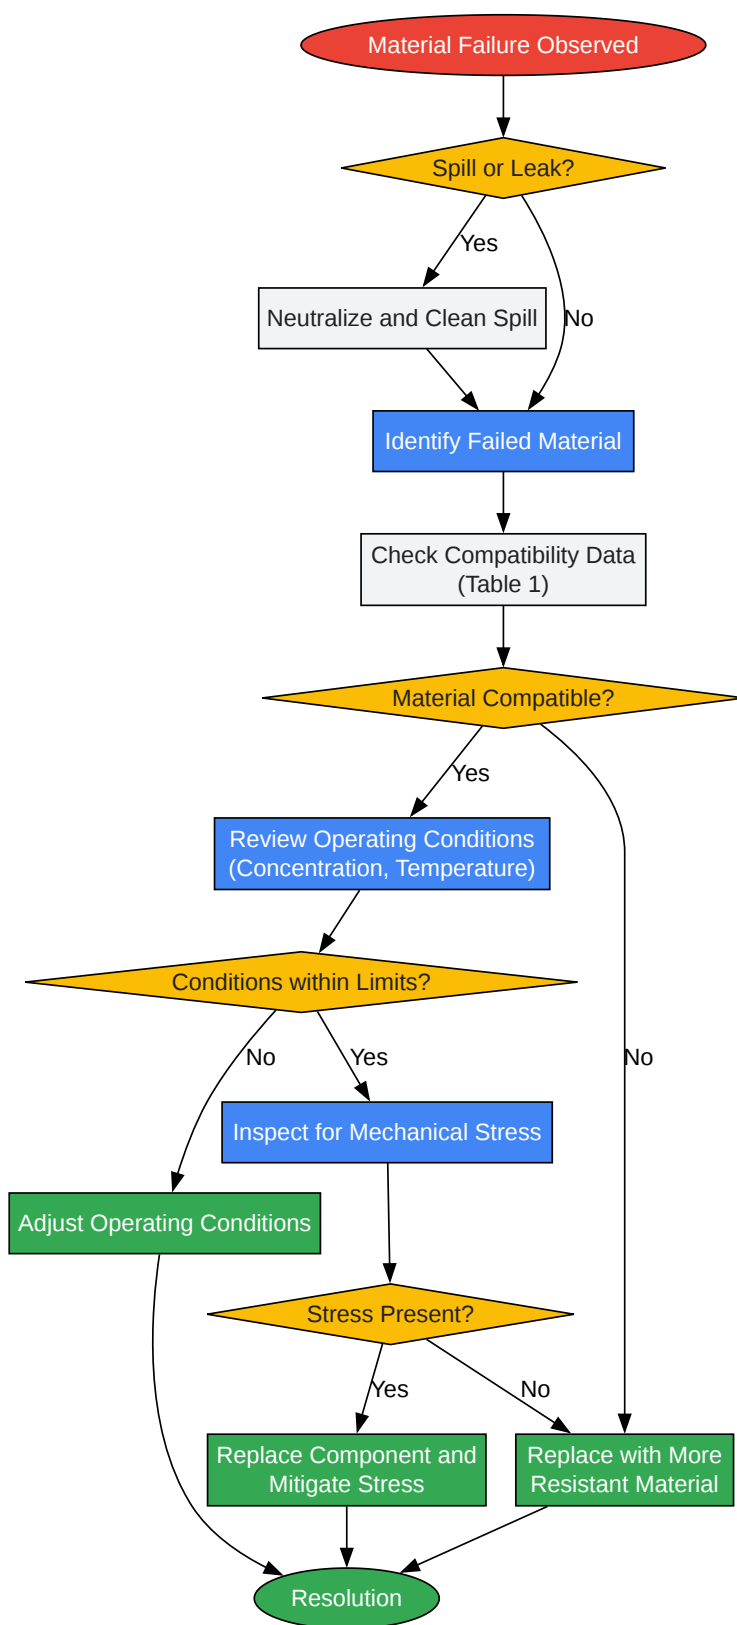 Material Failure Observed
Spill or Leak?
Yes
Neutralize and Clean Spill
No
Identify Failed Material
Check Compatibility Data
(Table 1)
Material Compatible?
Yes
Review Operating Conditions
(Concentration, Temperature)
Conditions within Limits?
No
Yes
No
Inspect for Mechanical Stress
Adjust Operating Conditions
Stress Present?
Yes
No
Replace Component and
Mitigate Stress
Replace with More
Resistant Material
Resolution